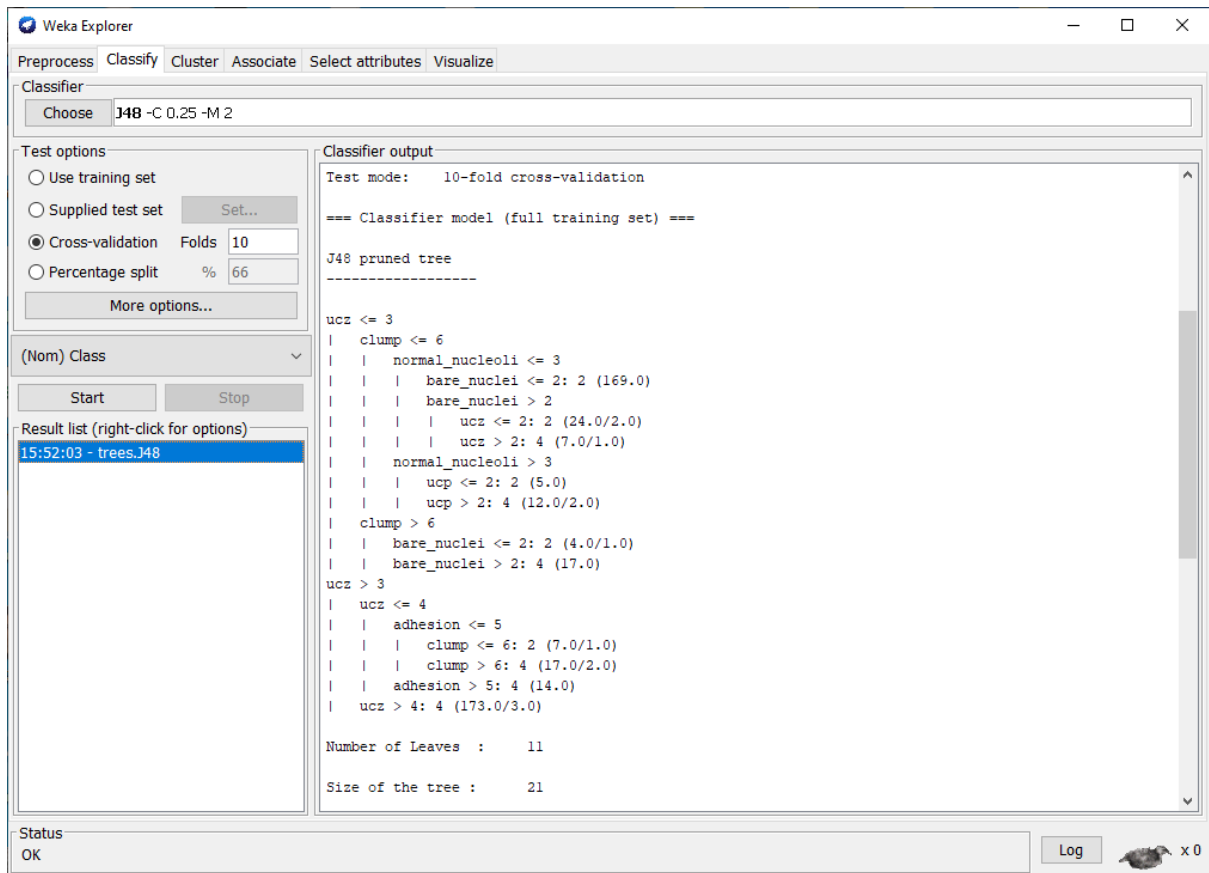 Weka Explorer
Preprocess Classify Cluster Associate Select attributes Visualize
Classifier
Choose J48 -C 0.25 -M 2
Test options
Use training set
Supplied test set Set...
Cross-validation Folds 10
Percentage split % 66
More options...
(Nom) Class
Start Stop
Result list (right-click for options)
15:52:03 - trees.J48
Classifier output
Test mode:    10-fold cross-validation
=== Classifier model (full training set) ===
J48 pruned tree
------------------
ucz <= 3
|   clump <= 6
|   |   normal_nucleoli <= 3
|   |   |   bare_nuclei <= 2: 2 (169.0)
|   |   |   bare_nuclei > 2
|   |   |   |   ucz <= 2: 2 (24.0/2.0)
|   |   |   |   ucz > 2: 4 (7.0/1.0)
|   |   normal_nucleoli > 3
|   |   |   ucp <= 2: 2 (5.0)
|   |   |   ucp > 2: 4 (12.0/2.0)
|   clump > 6
|   |   bare_nuclei <= 2: 2 (4.0/1.0)
|   |   bare_nuclei > 2: 4 (17.0)
ucz > 3
|   ucz <= 4
|   |   adhesion <= 5
|   |   |   clump <= 6: 2 (7.0/1.0)
|   |   |   clump > 6: 4 (17.0/2.0)
|   |   adhesion > 5: 4 (14.0)
|   ucz > 4: 4 (173.0/3.0)
Number of Leaves  :     11
Size of the tree :      21
Status
OK
Log x 0